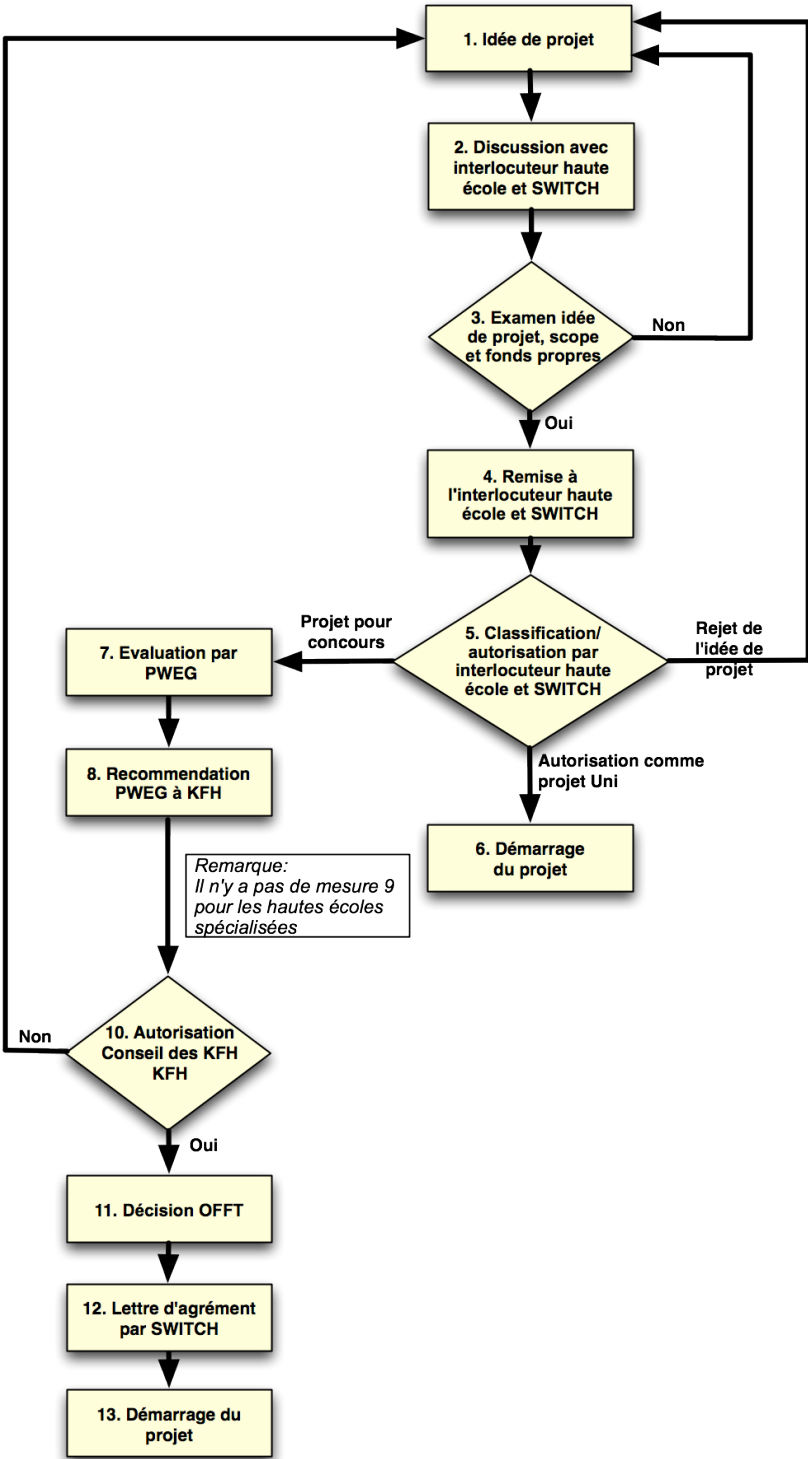 1. Idée de projet
2. Discussion avec
interlocuteur haute
école et SWITCH
3. Examen idée
de projet, scope
et fonds propres
Non
Oui
4. Remise à
l'interlocuteur haute
école et SWITCH
5. Classification/
autorisation par
interlocuteur haute
école et SWITCH
Projet pour
concours
Rejet de
l'idée de
projet
Autorisation comme
projet Uni
6. Démarrage
du projet
7. Evaluation par
PWEG
8. Recommendation
PWEG à KFH
Remarque:
Il n'y a pas de mesure 9
pour les hautes écoles
spécialisées
10. Autorisation
Conseil des KFH
KFH
Non
Oui
11. Décision OFFT
12. Lettre d'agrément
par SWITCH
13. Démarrage du
projet